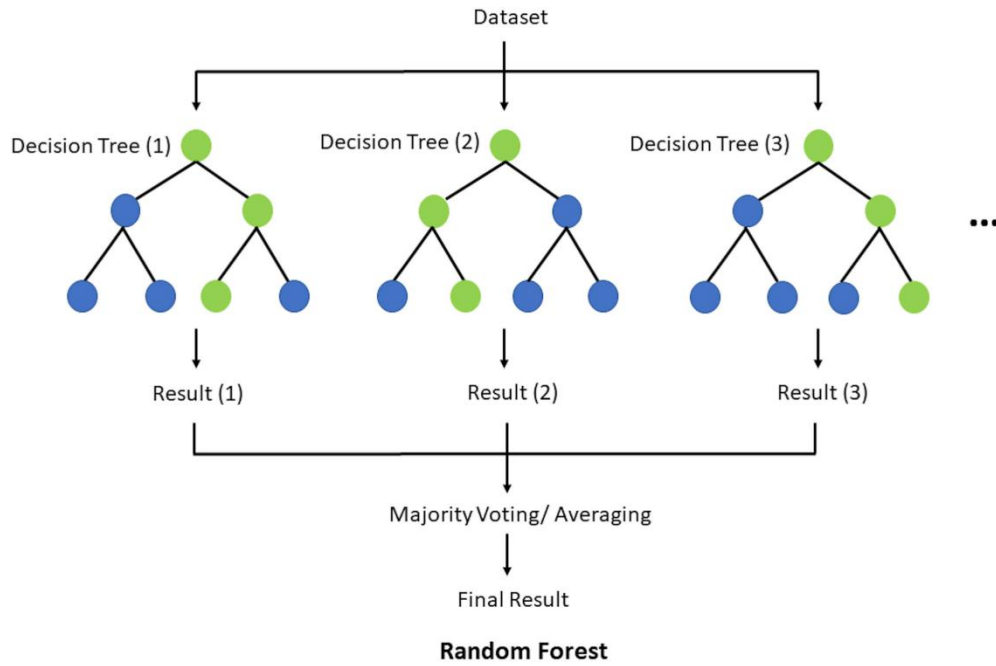 Dataset
Decision Tree (1)
Decision Tree (2)
Decision Tree (3)
...
Result (1)
Result (2)
Result (3)
Majority Voting/ Averaging
Final Result
Random Forest